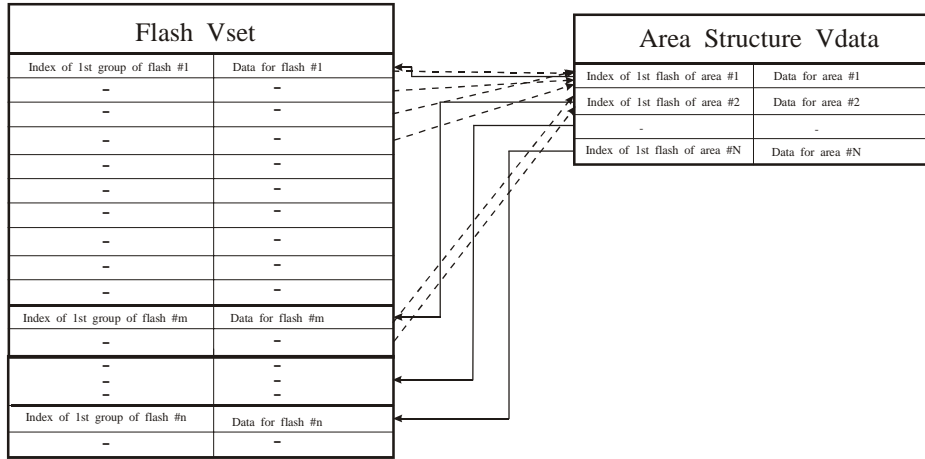 Flash Vset
Index of 1st group of flash #1 Data for flash #1
- -
- -
- -
- -
- -
- -
- -
- -
- -
Index of 1st group of flash #m Data for flash #m
- -
- -
- -
- -
Index of 1st group of flash #n Data for flash #n
- -
Area Structure Vdata
Index of 1st flash of area #1 Data for area #1
Index of 1st flash of area #2 Data for area #2
- -
Index of 1st flash of area #N Data for area #N